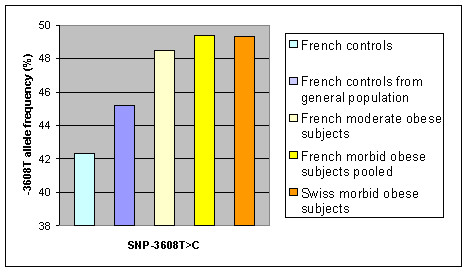 -3608T allele frequency (%)
50
48
46
44
42
40
38
SNP-3608T>C
French controls
French controls from
general population
French moderate obese
subjects
French morbid obese
subjects pooled
Swiss morbid obese
subjects